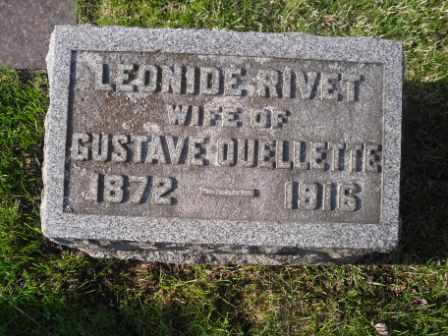 LEONIDE RIVET
WIFE OF
GUSTAVE OUELLETTE
1872 — 1916